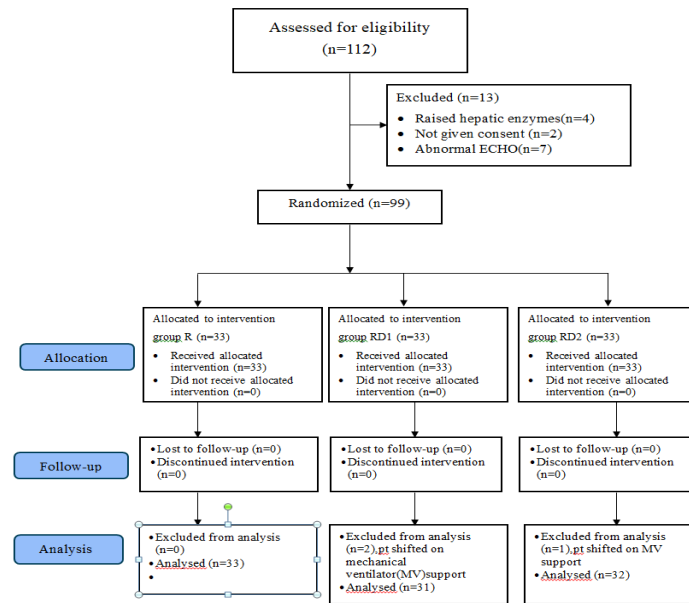 Assessed for eligibility
(n=112)
Excluded (n=13)
• Raised hepatic enzymes(n=4)
• Not given consent (n=2)
• Abnormal ECHO(n=7)
Randomized (n=99)
Allocated to intervention
group R (n=33)
• Received allocated
intervention (n=33)
• Did not receive allocated
intervention (n=0)
Allocated to intervention
group RD1 (n=33)
• Received allocated
intervention (n=33)
• Did not receive allocated
intervention (n=0)
Allocated to intervention
group RD2 (n=33)
• Received allocated
intervention (n=33)
• Did not receive allocated
intervention (n=0)
Allocation
•Lost to follow-up (n=0)
•Discontinued intervention
(n=0)
•Lost to follow-up (n=0)
•Discontinued intervention
(n=0)
•Lost to follow-up (n=0)
•Discontinued intervention
(n=0)
Follow-up
•Excluded from analysis
(n=0)
•Analysed (n=33)
•
Excluded from analysis
(n=2),pt shifted on
mechanical
ventilator(MV)support
•Analysed (n=31)
Excluded from analysis
(n=1),pt shifted on MV
support
•Analysed (n=32)
Analysis